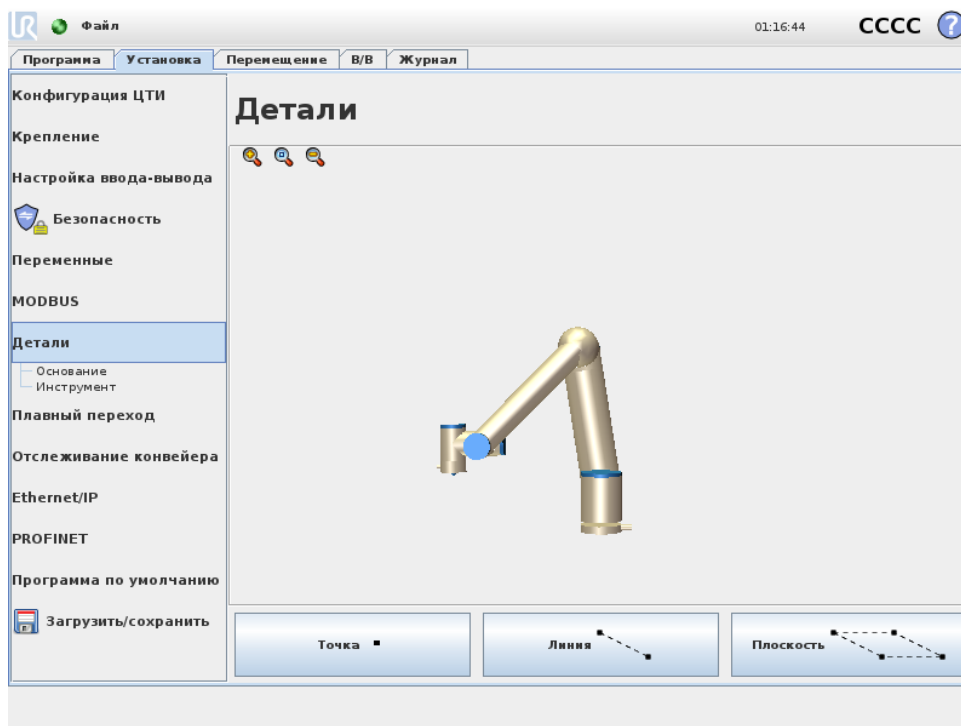 UR Файл 01:16:44 CCCC ?
Программа Установка Перемещение В/В Журнал
Конфигурация ЦТИ
Детали
Крепление
Настройка ввода-вывода
Безопасность
Переменные
MODBUS
Детали
Основание
Инструмент
Плавный переход
Отслеживание конвейера
Ethernet/IP
PROFINET
Программа по умолчанию
Загрузить/сохранить
Точка Линия Плоскость